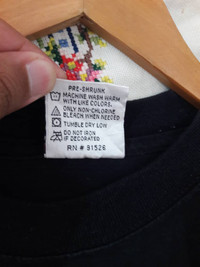 PRE-SHRUNK
MACHINE WASH WARM
WITH LIKE COLORS.
ONLY NON-CHLORINE
BLEACH WHEN NEEDED
TUMBLE DRY LOW
DO NOT IRON
IF DECORATED
RN # 91526